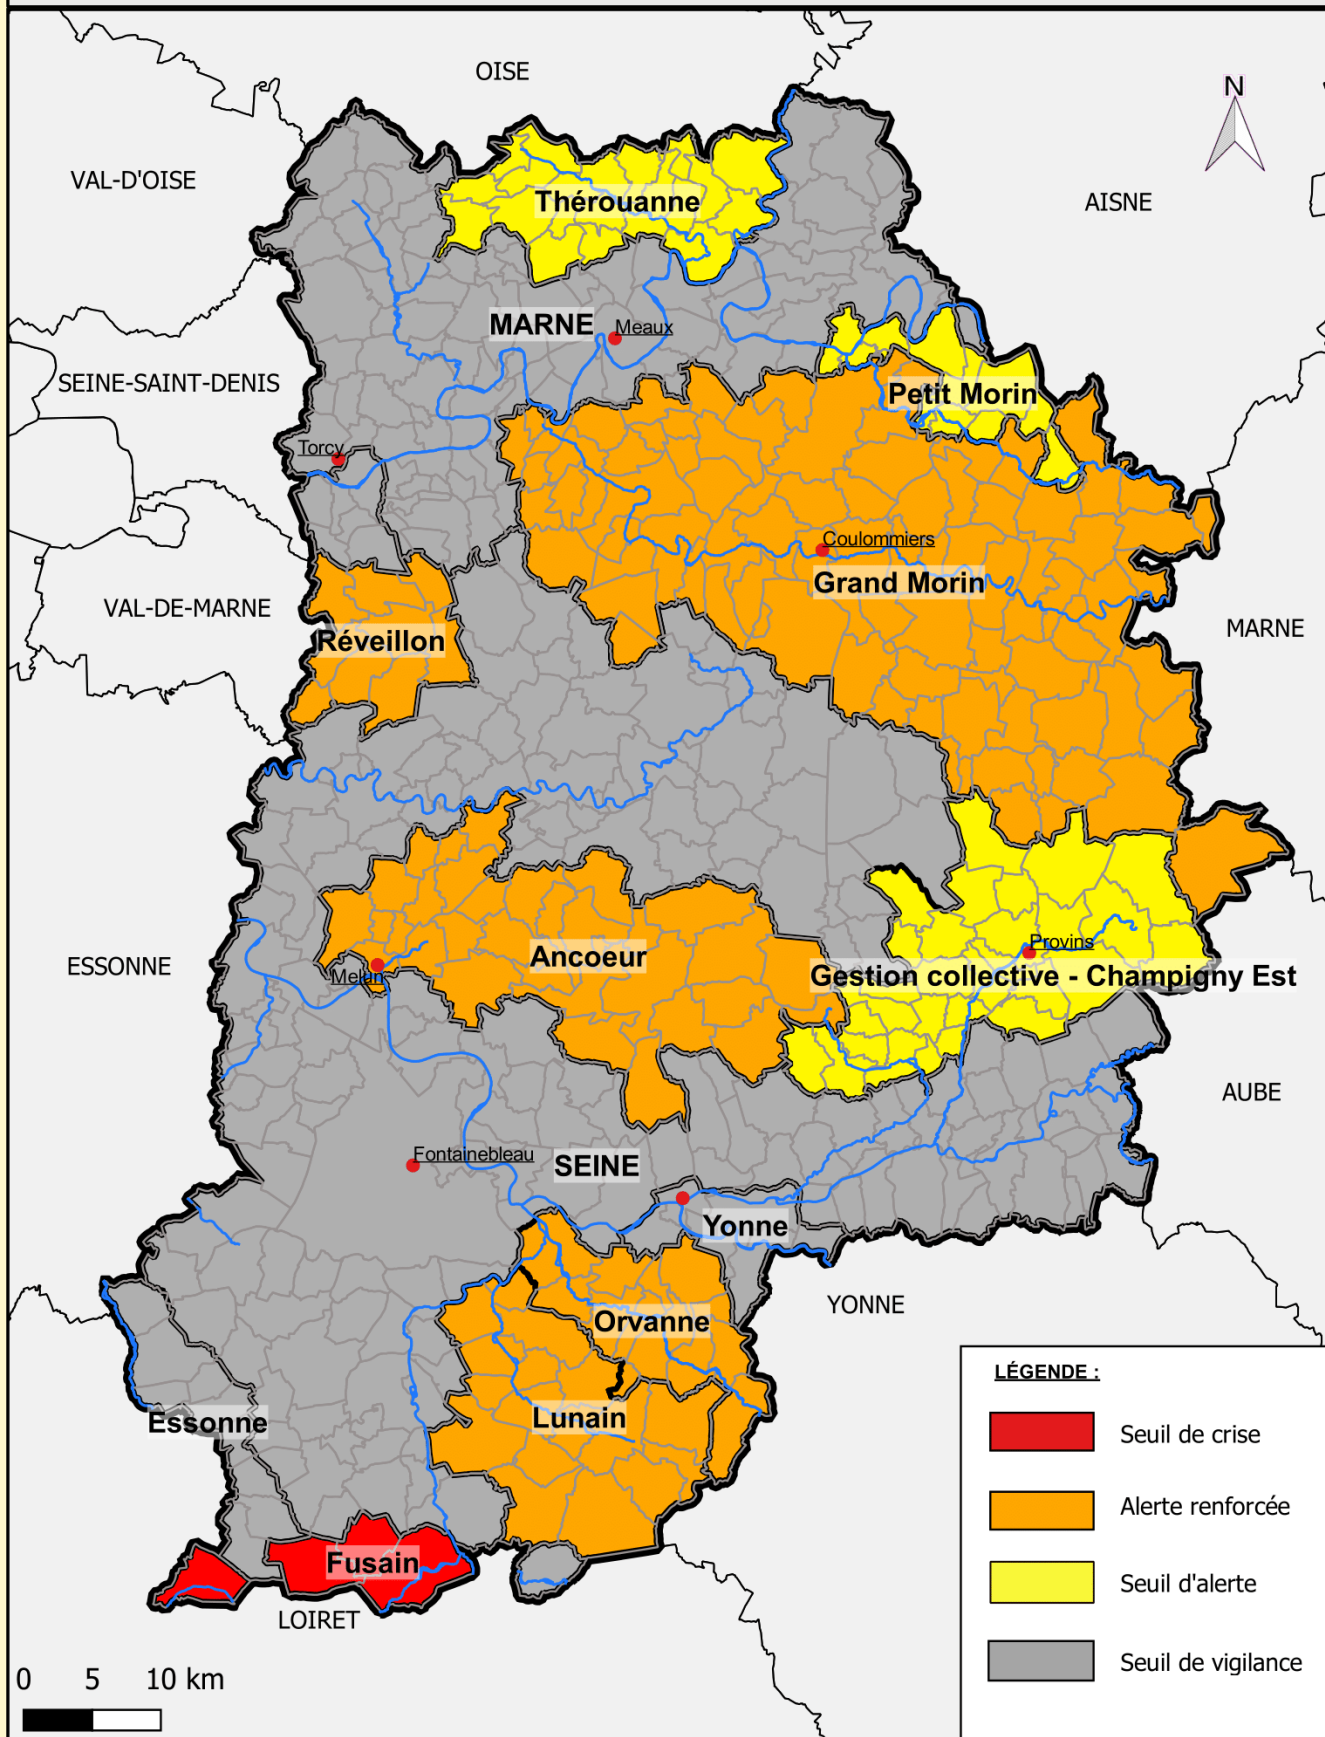 OISE
N
VAL-D'OISE
AISNE
Thérouanne
MARNE
Meaux
SEINE-SAINT-DENIS
Petit Morin
Torcy
Coulommiers
Grand Morin
VAL-DE-MARNE
MARNE
Réveillon
Provins
Ancoeur
ESSONNE
Melun
Gestion collective - Champigny Est
AUBE
Fontainebleau
SEINE
Yonne
YONNE
Orvanne
Lunain
Essonne
Fusain
LOIRET
LÉGENDE :
Seuil de crise
Alerte renforcée
Seuil d'alerte
Seuil de vigilance
0 5 10 km